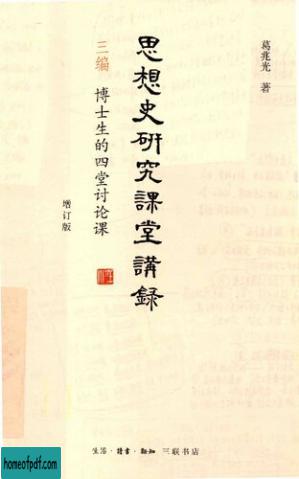 葛兆光 著
思想史研究課堂講録
三编 博士生的四堂讨论课
增订版
生活·讀書·新知 三联书店
homeofpdf.com